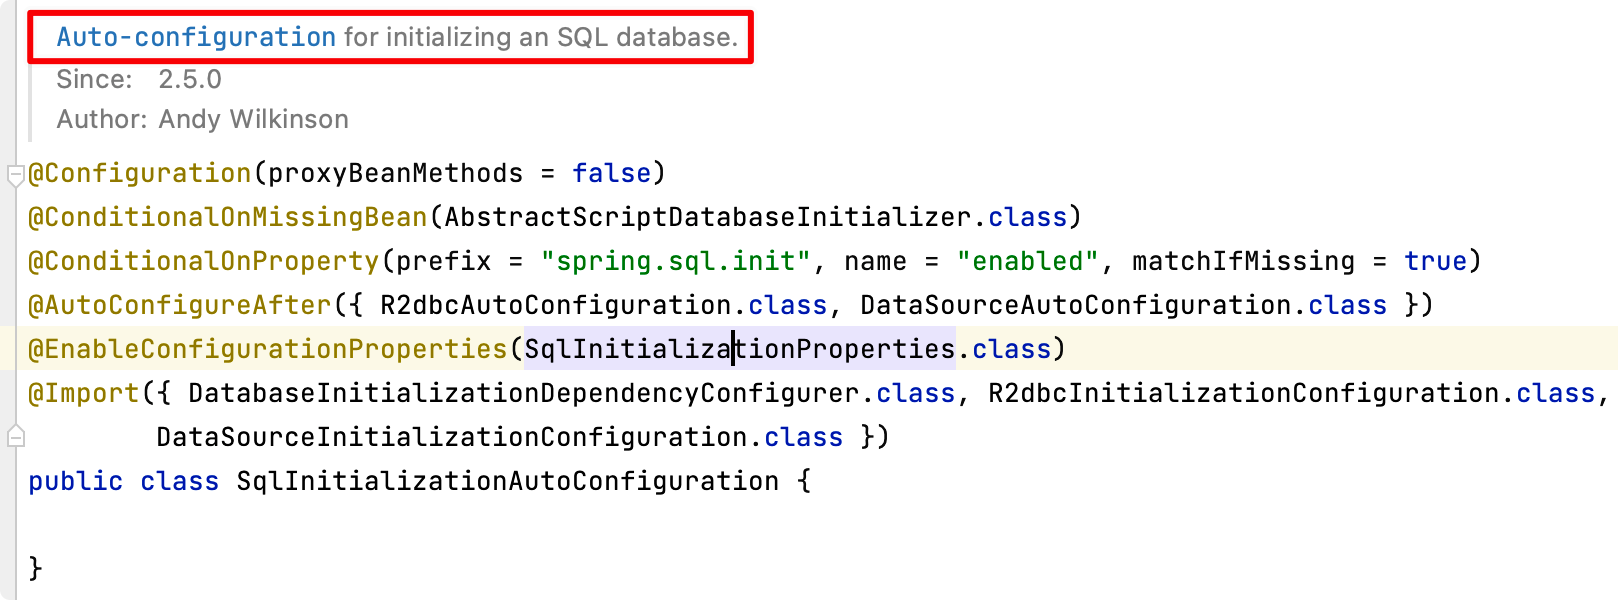 Auto-configuration for initializing an SQL database.
Since: 2.5.0
Author: Andy Wilkinson
@Configuration(proxyBeanMethods = false)
@ConditionalOnMissingBean(AbstractScriptDatabaseInitializer.class)
@ConditionalOnProperty(prefix = "spring.sql.init", name = "enabled", matchIfMissing = true)
@AutoConfigureAfter({ R2dbcAutoConfiguration.class, DataSourceAutoConfiguration.class })
@EnableConfigurationProperties(SqlInitializationProperties.class)
@Import({ DatabaseInitializationDependencyConfigurer.class, R2dbcInitializationConfiguration.class,
DataSourceInitializationConfiguration.class })
public class SqlInitializationAutoConfiguration {
}